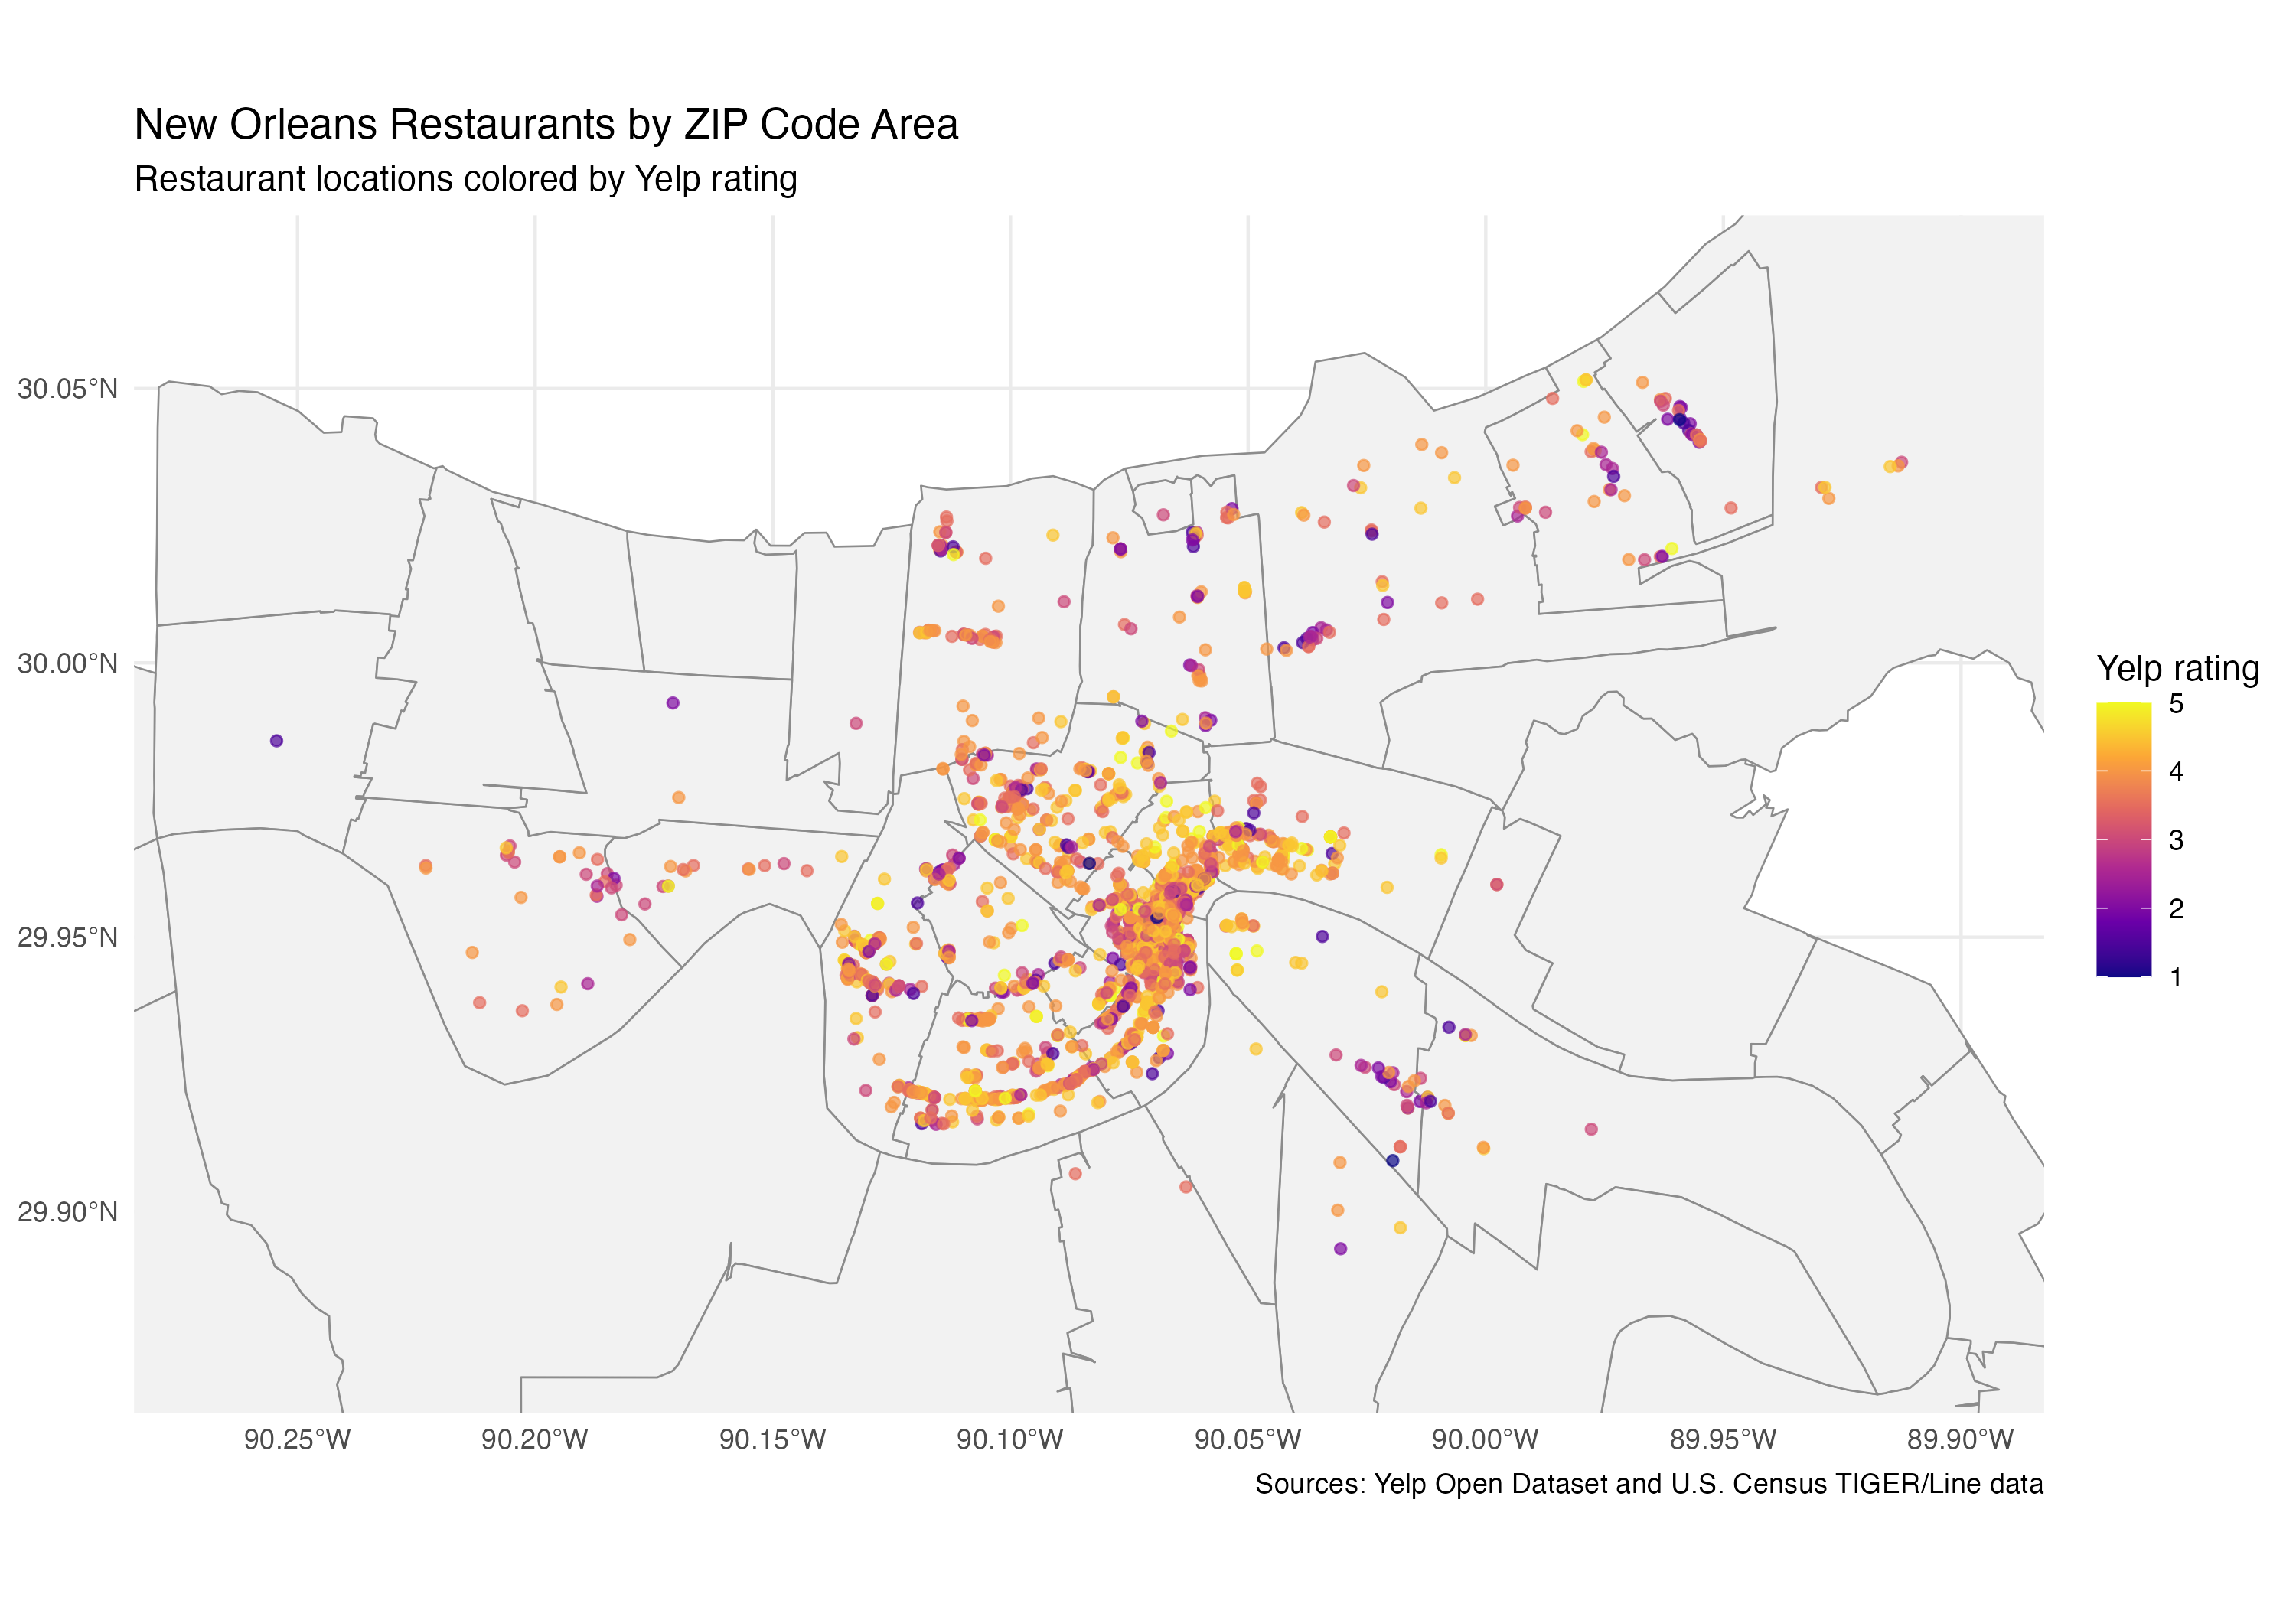 New Orleans Restaurants by ZIP Code Area
Restaurant locations colored by Yelp rating
30.05°N
30.00°N
29.95°N
29.90°N
90.25°W
90.20°W
90.15°W
90.10°W
90.05°W
90.00°W
89.95°W
89.90°W
Yelp rating
5
4
3
2
1
Sources: Yelp Open Dataset and U.S. Census TIGER/Line data